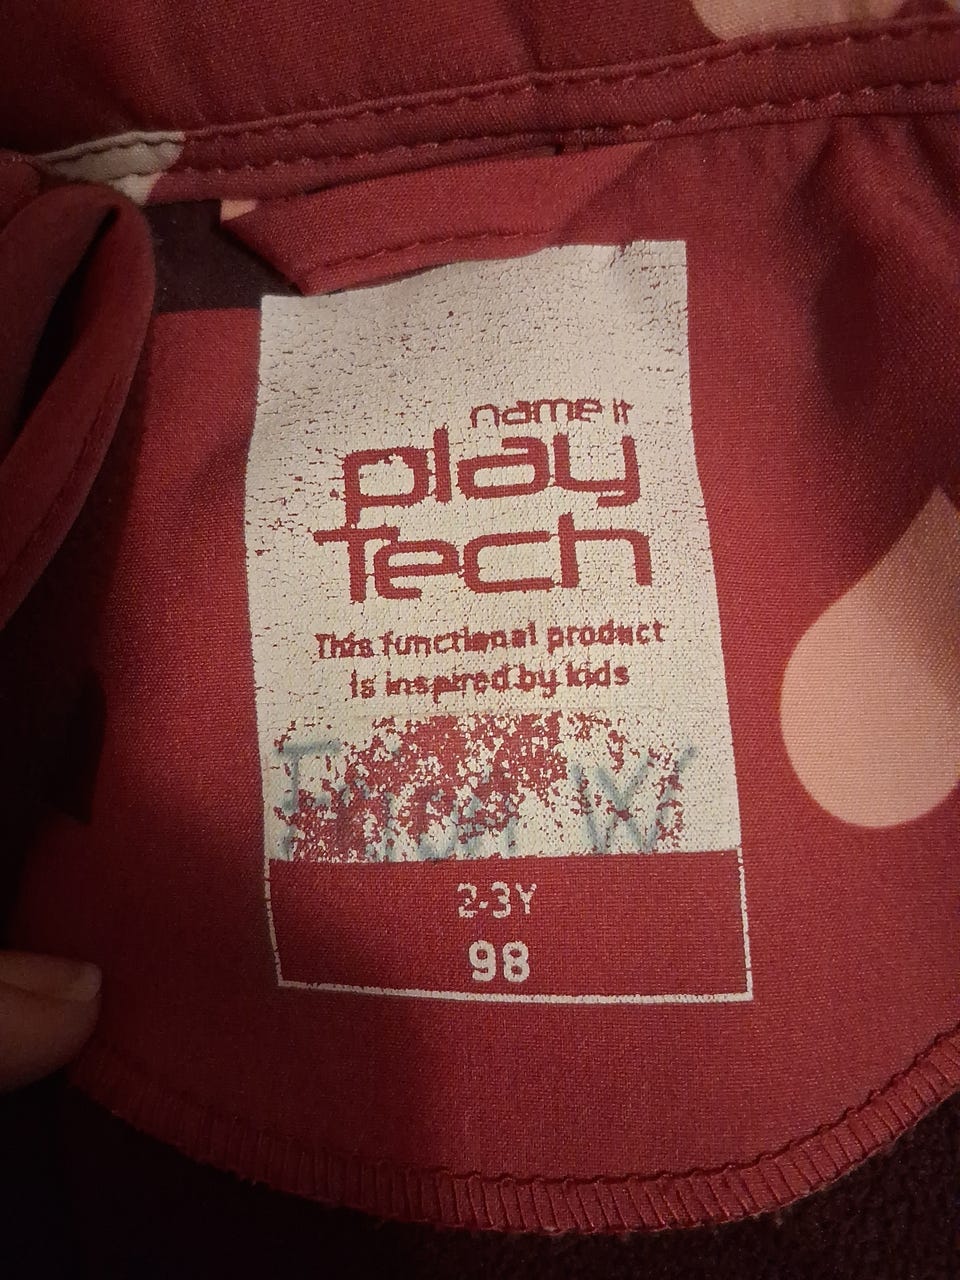 name it
play
Tech
This functional product
is inspired by kids
W
2-3Y
98